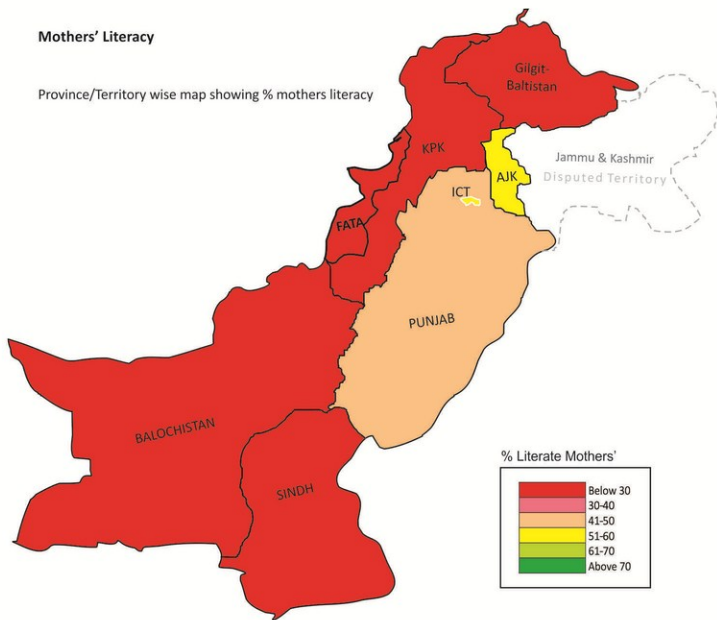 Mothers' Literacy
Province/Territory wise map showing % mothers literacy
Gilgit-
Baltistan
KPK
Jammu & Kashmir
Disputed Territory
AJK
ICT
FATA
PUNJAB
BALOCHISTAN
SINDH
% Literate Mothers'
Below 30
30-40
41-50
51-60
61-70
Above 70